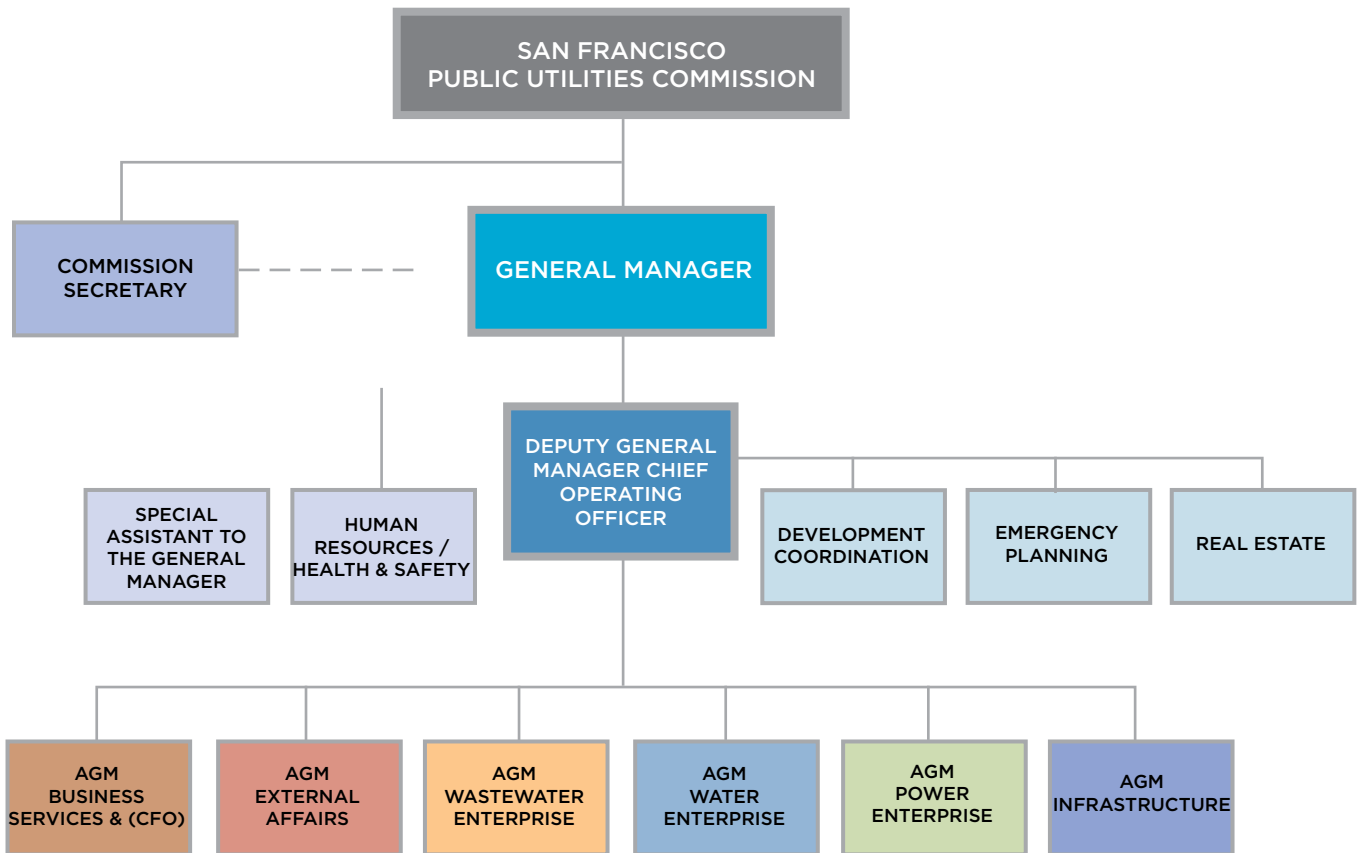 SAN FRANCISCO
PUBLIC UTILITIES COMMISSION
COMMISSION
SECRETARY
GENERAL MANAGER
DEPUTY GENERAL
MANAGER CHIEF
OPERATING
OFFICER
SPECIAL
ASSISTANT TO
THE GENERAL
MANAGER
HUMAN
RESOURCES /
HEALTH & SAFETY
DEVELOPMENT
COORDINATION
EMERGENCY
PLANNING
REAL ESTATE
AGM
BUSINESS
SERVICES & (CFO)
AGM
EXTERNAL
AFFAIRS
AGM
WASTEWATER
ENTERPRISE
AGM
WATER
ENTERPRISE
AGM
POWER
ENTERPRISE
AGM
INFRASTRUCTURE